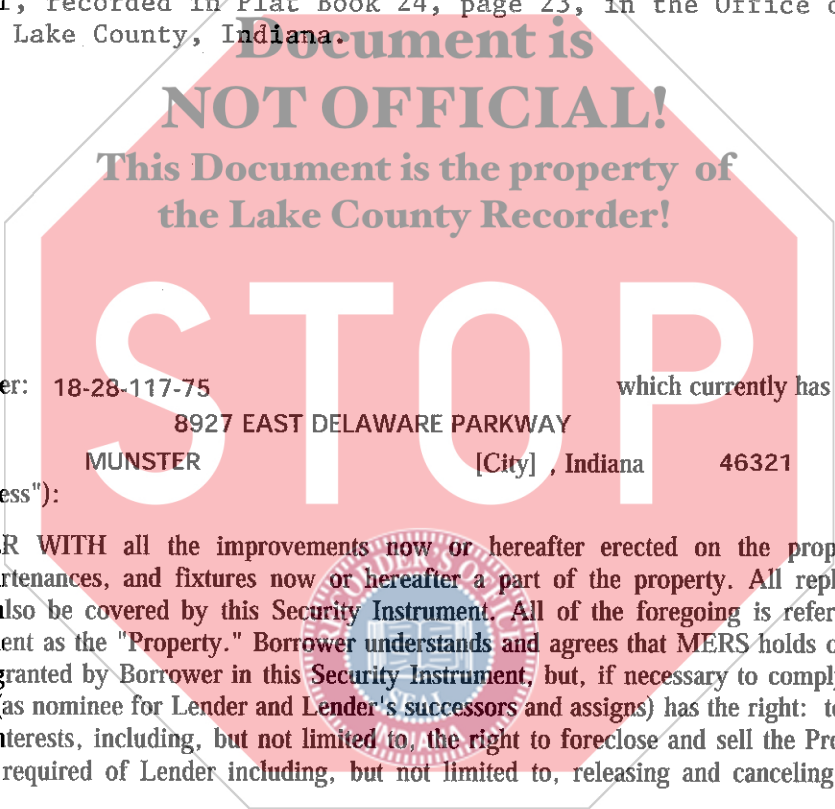 , recorded in Plat Book 24, page 23, in the Office
Lake County, Indiana.
Document is
NOT OFFICIAL!
This Document is the property of
the Lake County Recorder!
STOP
er: 18-28-117-75 which currently has
8927 EAST DELAWARE PARKWAY
MUNSTER [City] , Indiana 46321
ess"):
R WITH all the improvements now or hereafter erected on the prop
rtenances, and fixtures now or hereafter a part of the property. All repl
also be covered by this Security Instrument. All of the foregoing is refer
ent as the "Property." Borrower understands and agrees that MERS holds o
granted by Borrower in this Security Instrument, but, if necessary to compl
(as nominee for Lender and Lender's successors and assigns) has the right: t
nterests, including, but not limited to, the right to foreclose and sell the Pr
required of Lender including, but not limited to, releasing and canceling
RECORDER'S OFFICE
SEAL